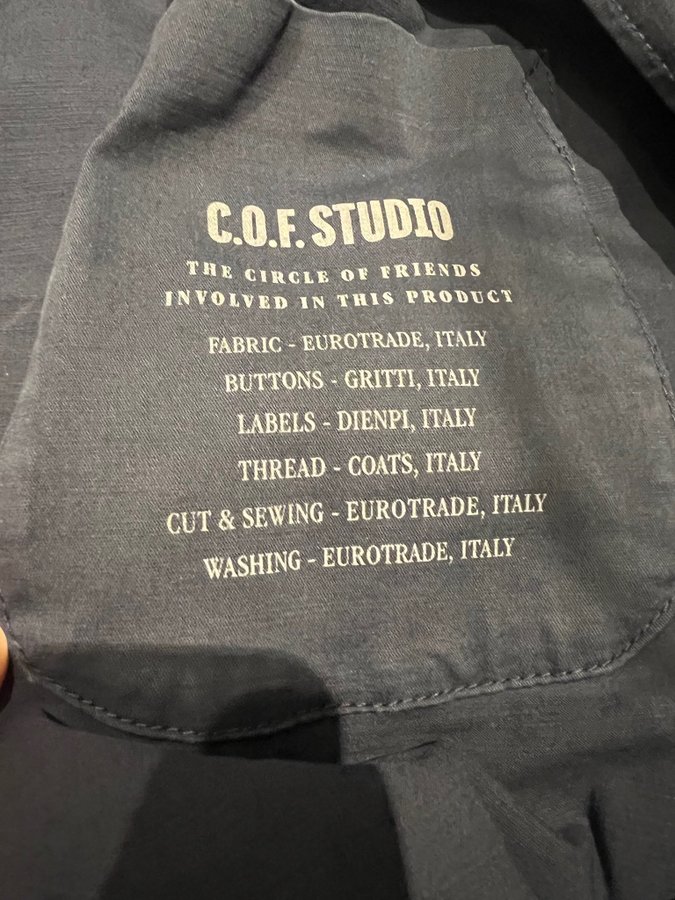 C.O.F. STUDIO
THE CIRCLE OF FRIENDS
INVOLVED IN THIS PRODUCT
FABRIC - EUROTRADE, ITALY
BUTTONS - GRITTI, ITALY
LABELS - DIENPI, ITALY
THREAD - COATS, ITALY
CUT & SEWING - EUROTRADE, ITALY
WASHING - EUROTRADE, ITALY